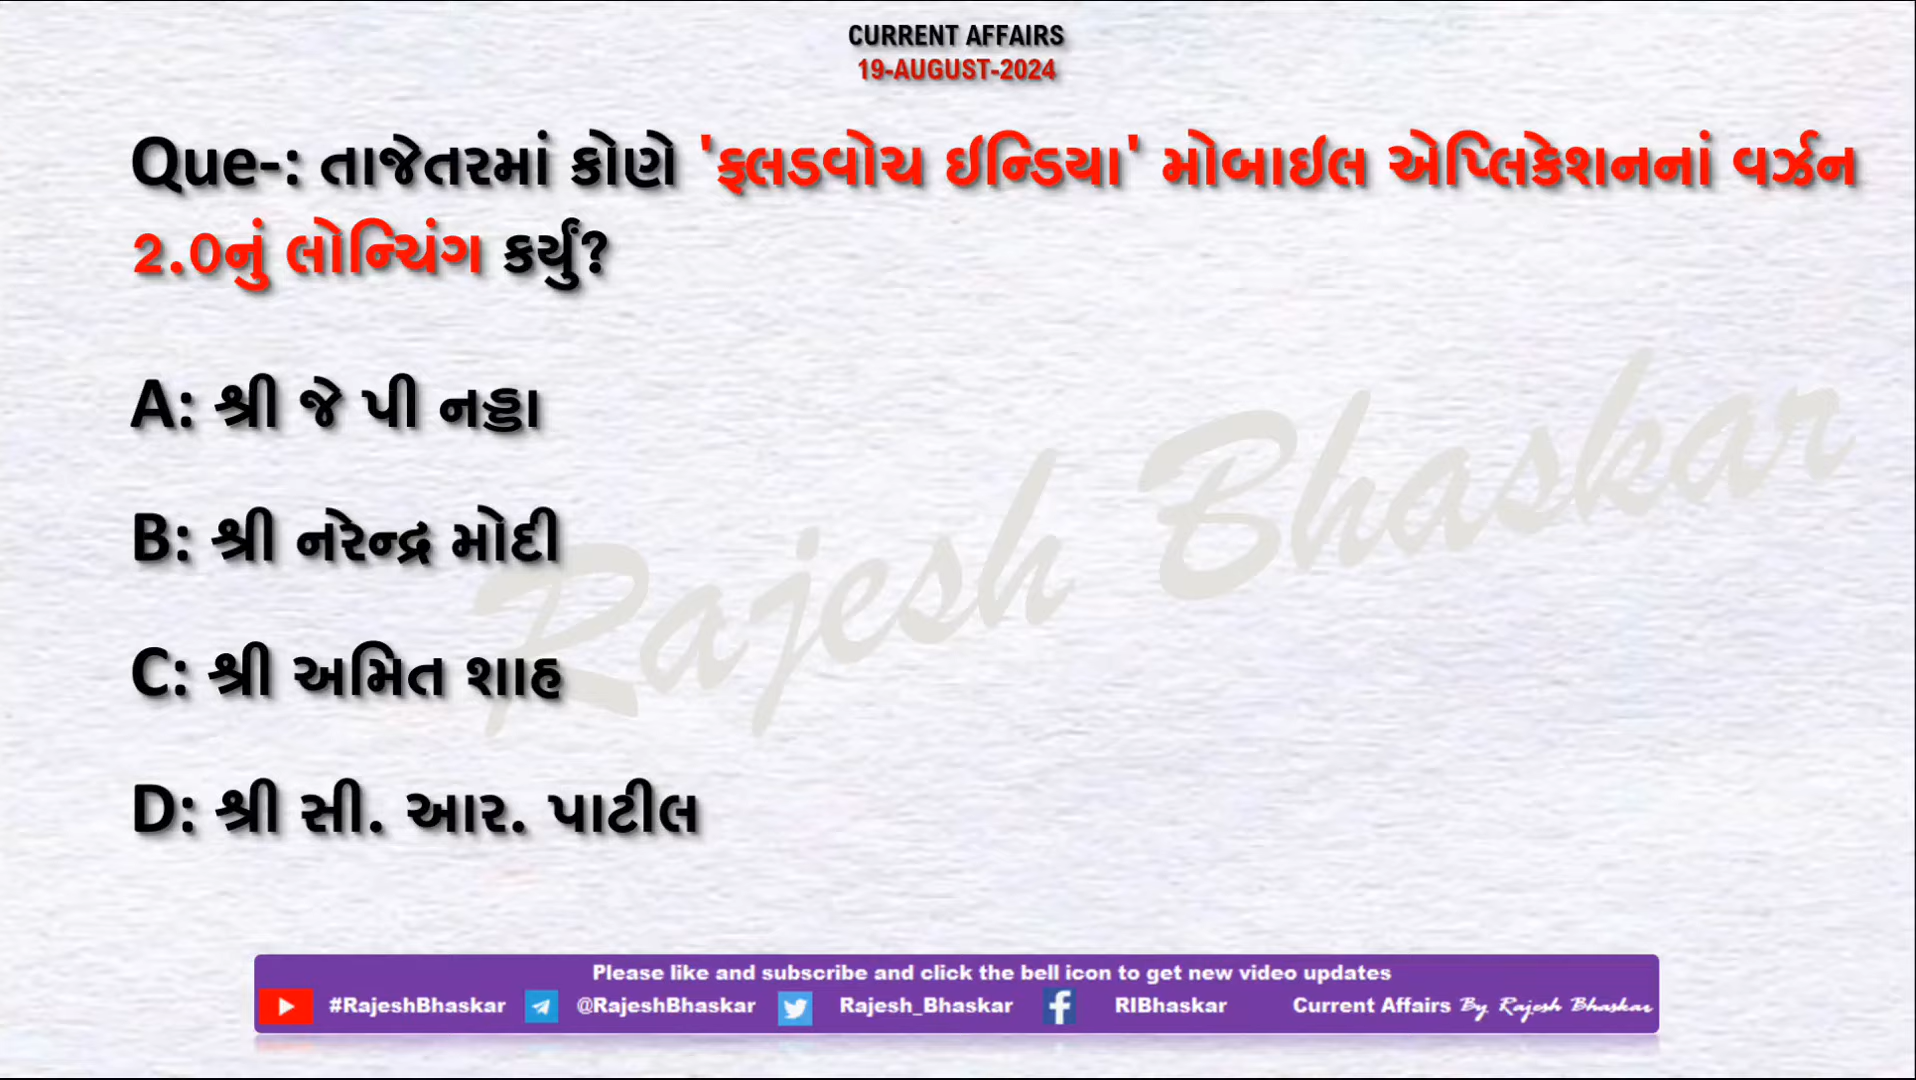 CURRENT AFFAIRS
19-AUGUST-2024
Que-: તાજેતરમાં કોણે 'ફ્લડવોચ ઇન્ડિયા' મોબાઈલ એપ્લિકેશનનાં વર્ઝન
2.0નું લોન્ચિંગ કર્યું?
A: શ્રી જે પી નડ્ડા
B: શ્રી નરેન્દ્ર મોદી
C: શ્રી અમિત શાહ
D: શ્રી સી. આર. પાટીલ
Rajesh Bhaskar
Please like and subscribe and click the bell icon to get new video updates
#RajeshBhaskar @RajeshBhaskar Rajesh_Bhaskar RIBhaskar Current Affairs By Rajesh Bhaskar